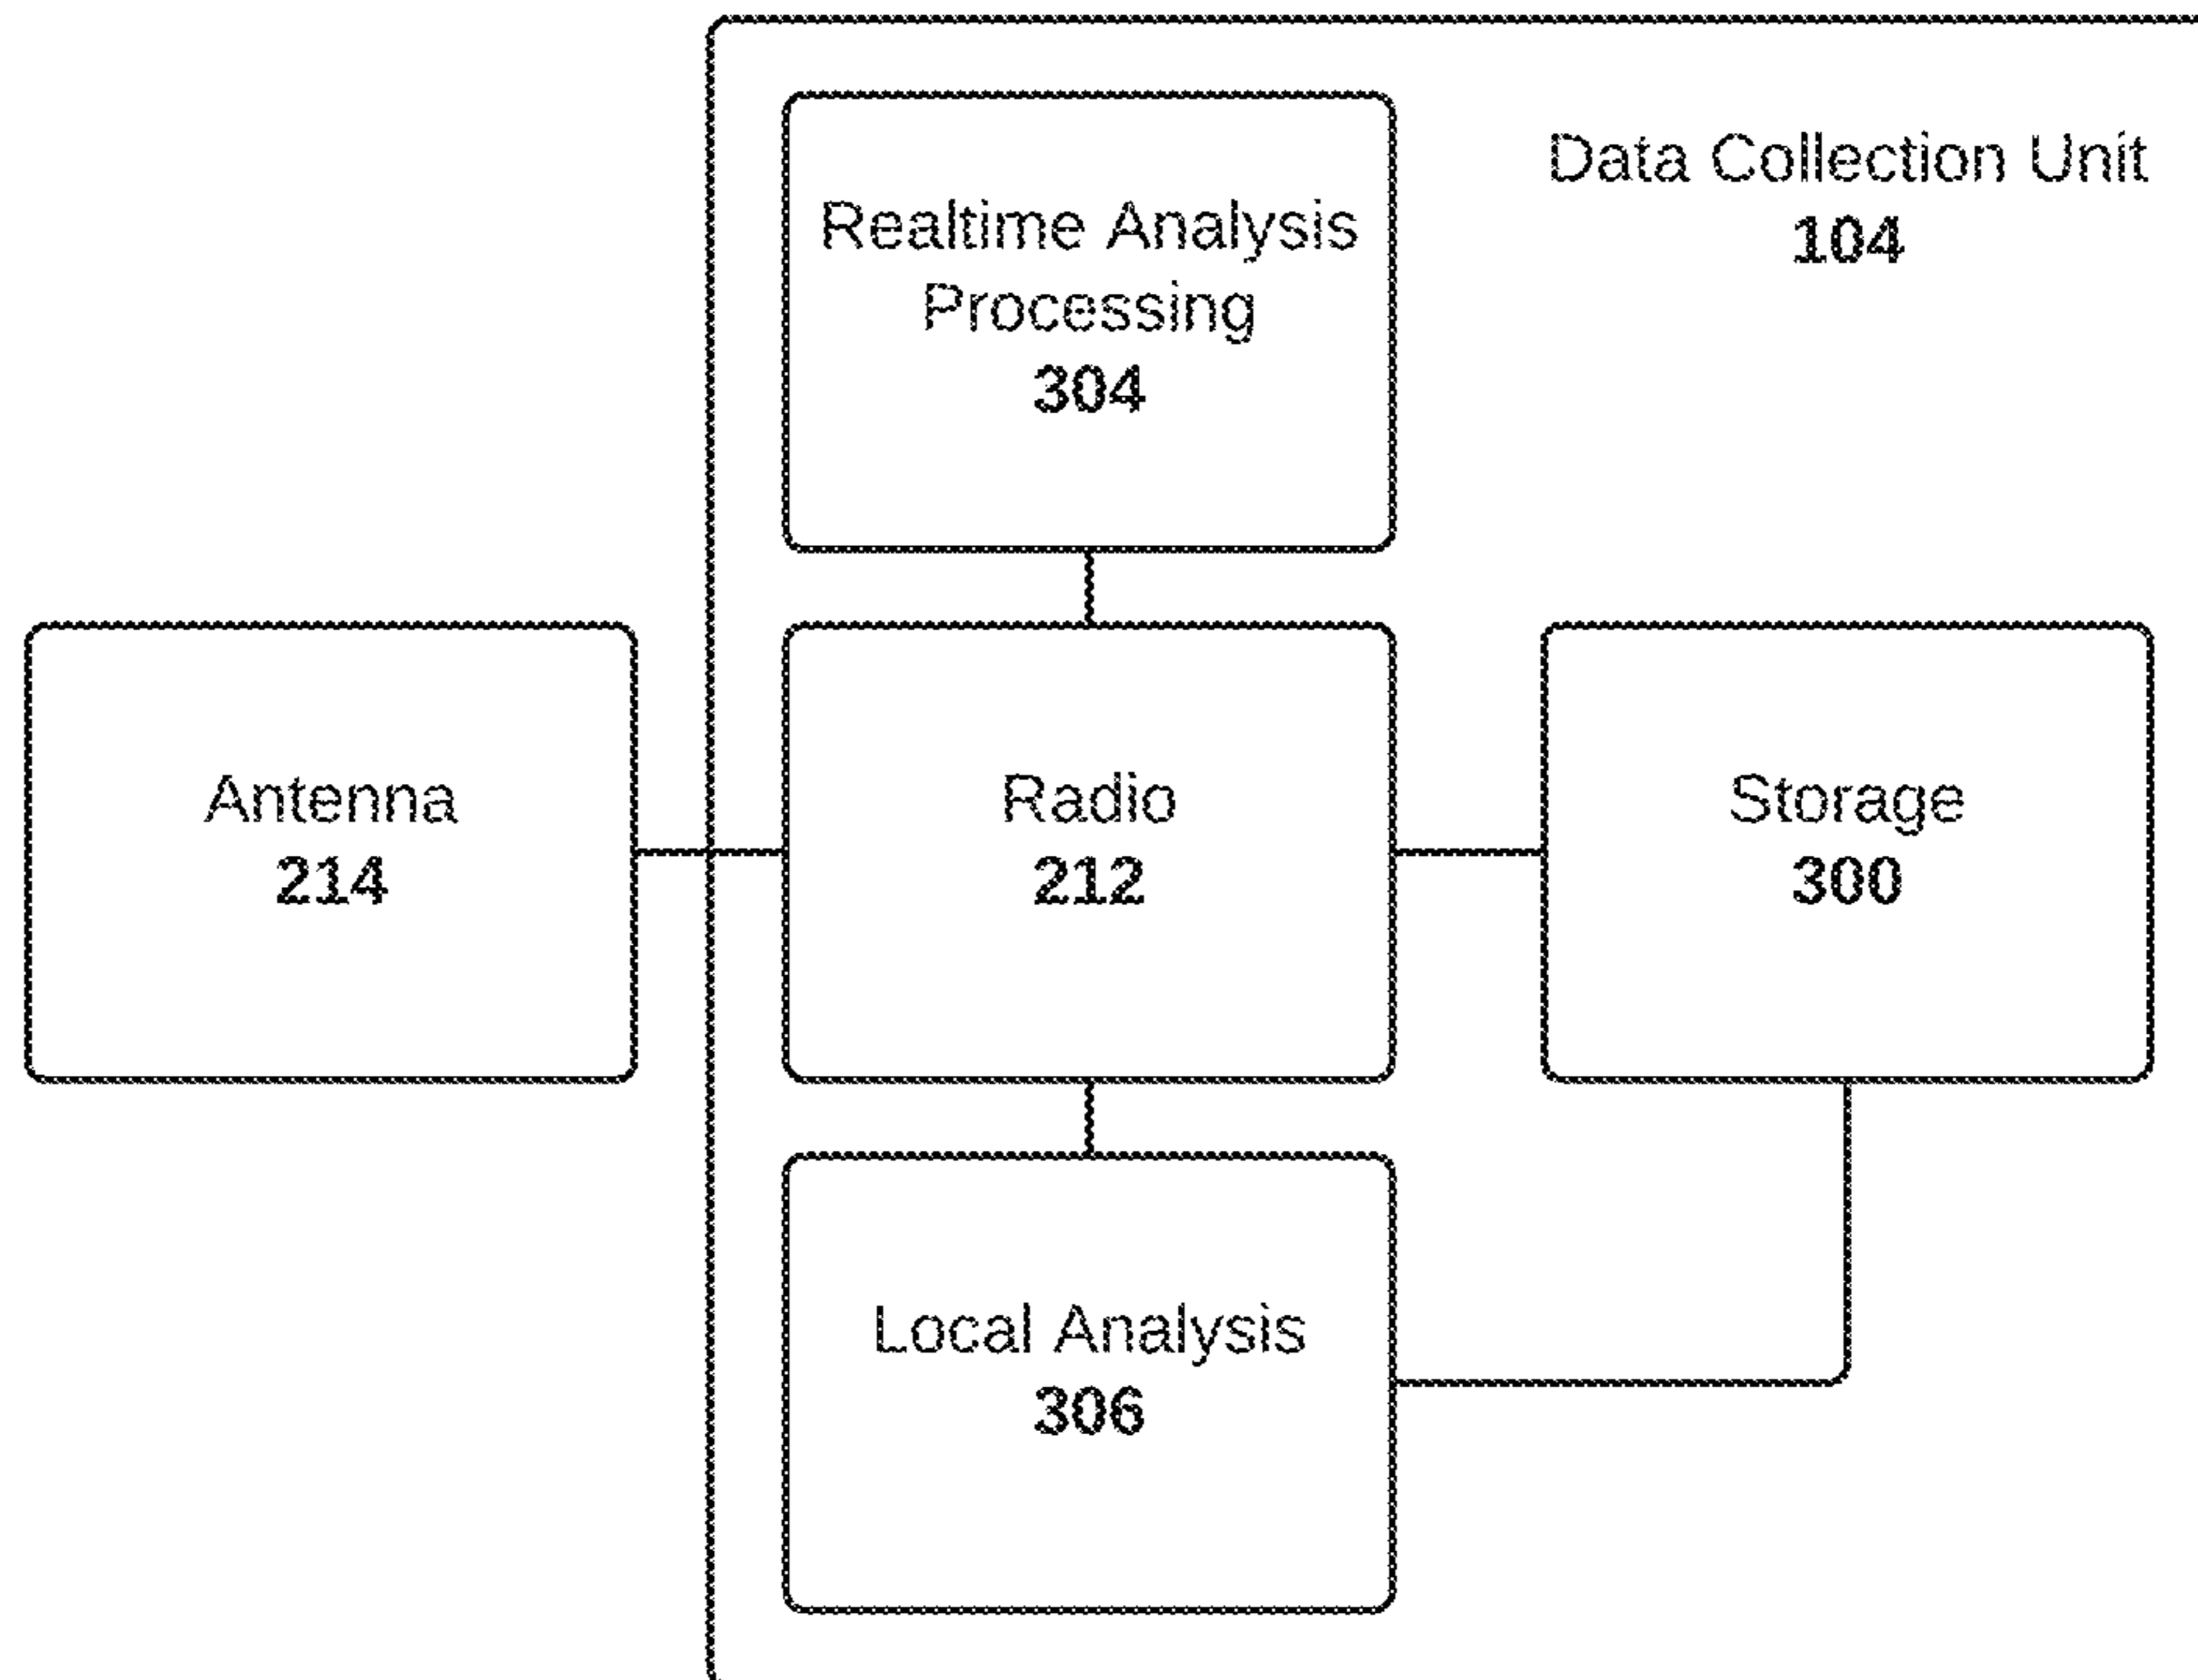 Data Collection Unit
104
Realtime Analysis
Processing
304
Antenna
214
Radio
212
Storage
300
Local Analysis
306